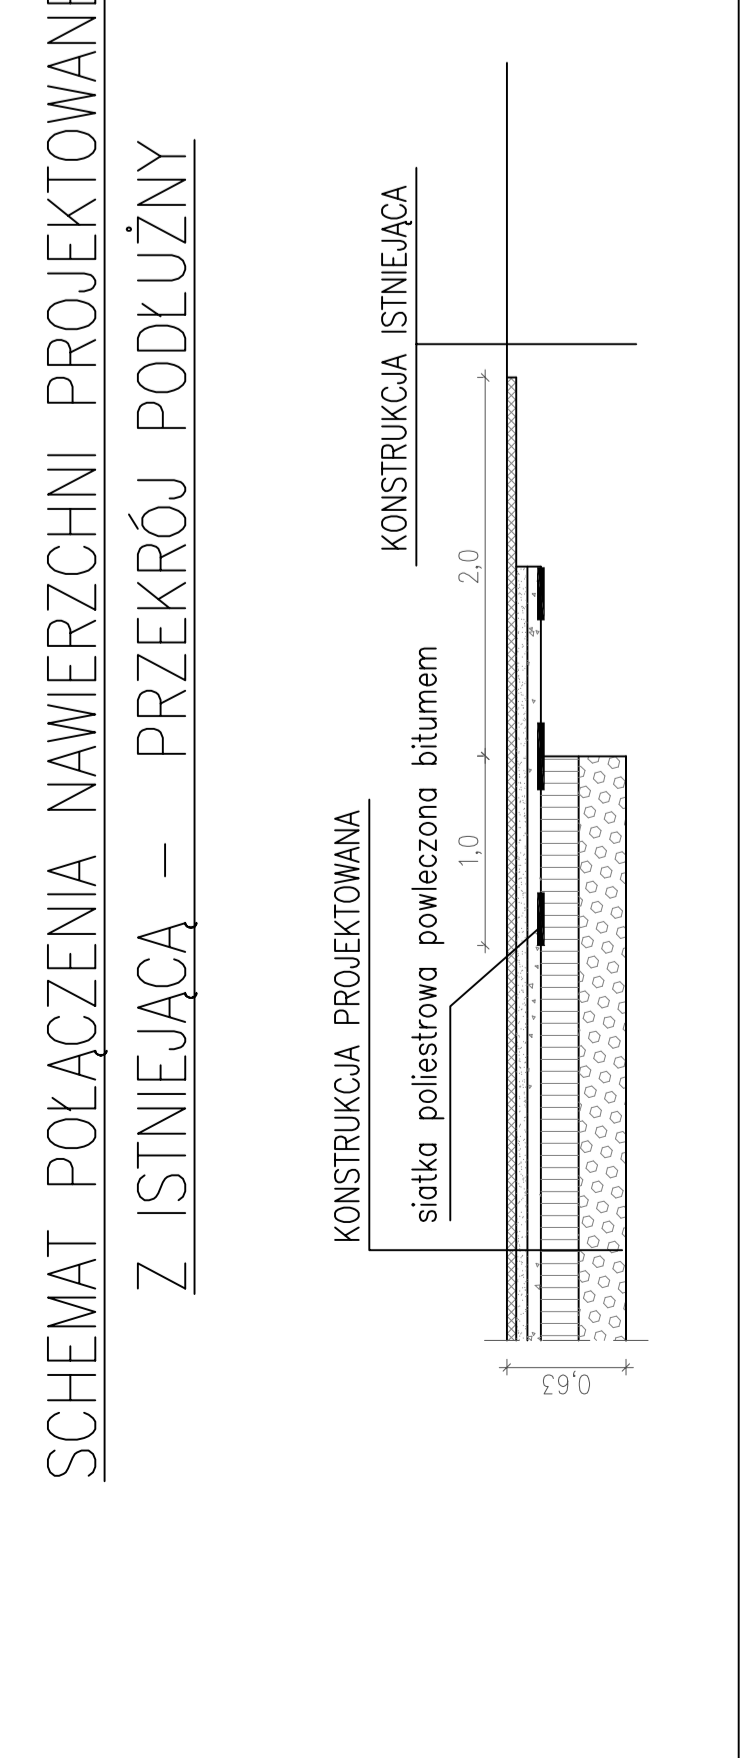 SCHEMAT POŁĄCZENIA NAWIERZCHNI
Z ISTNIEJĄCĄ – PRZEKRÓJ PODŁUŻNY
KONSTRUKCJA PROJEKTOWANA
KONSTRUKCJA ISTNIEJĄCA
siatka poliestrowa powleczona bitumem
1,0
2,0
0,63